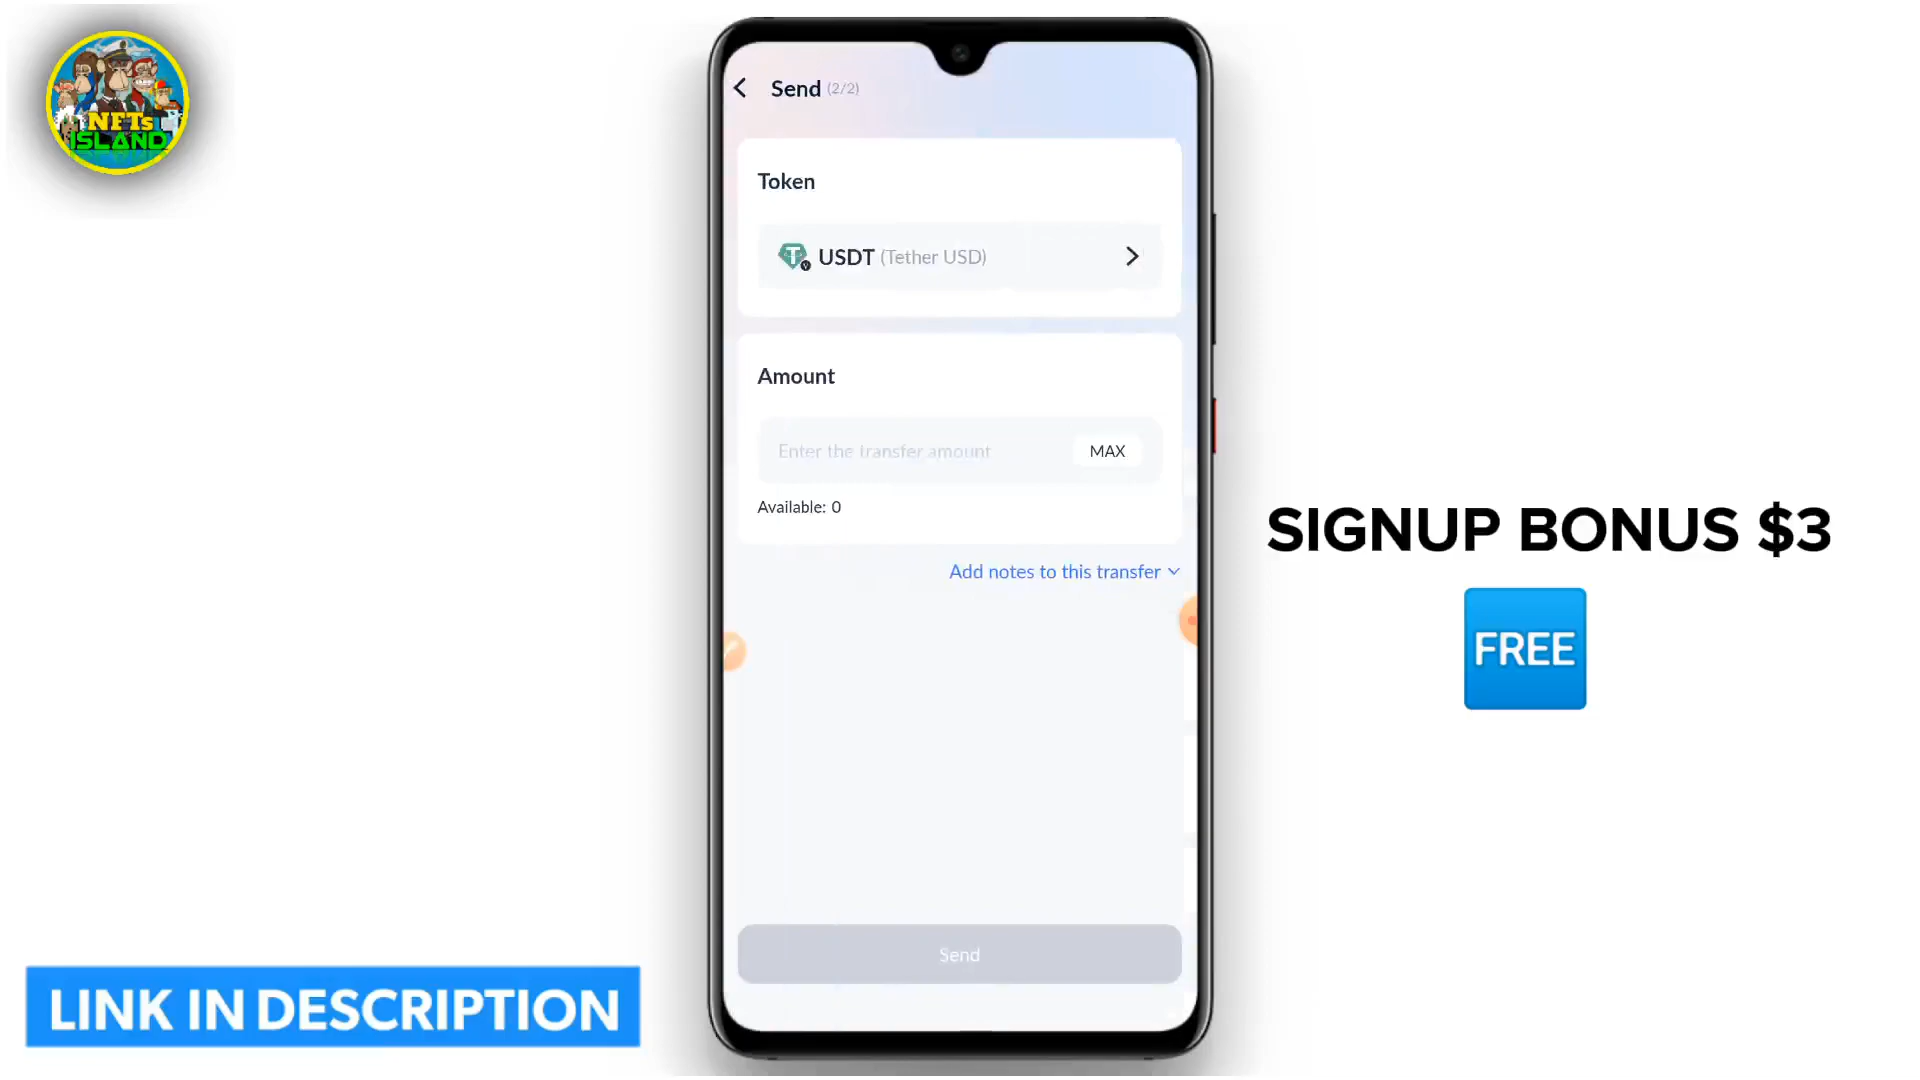 NFTs
ISLAND
Send (2/2)
Token
USDT (Tether USD)
Amount
Enter the transfer amount
MAX
Available: 0
Add notes to this transfer
Send
SIGNUP BONUS $3
FREE
LINK IN DESCRIPTION